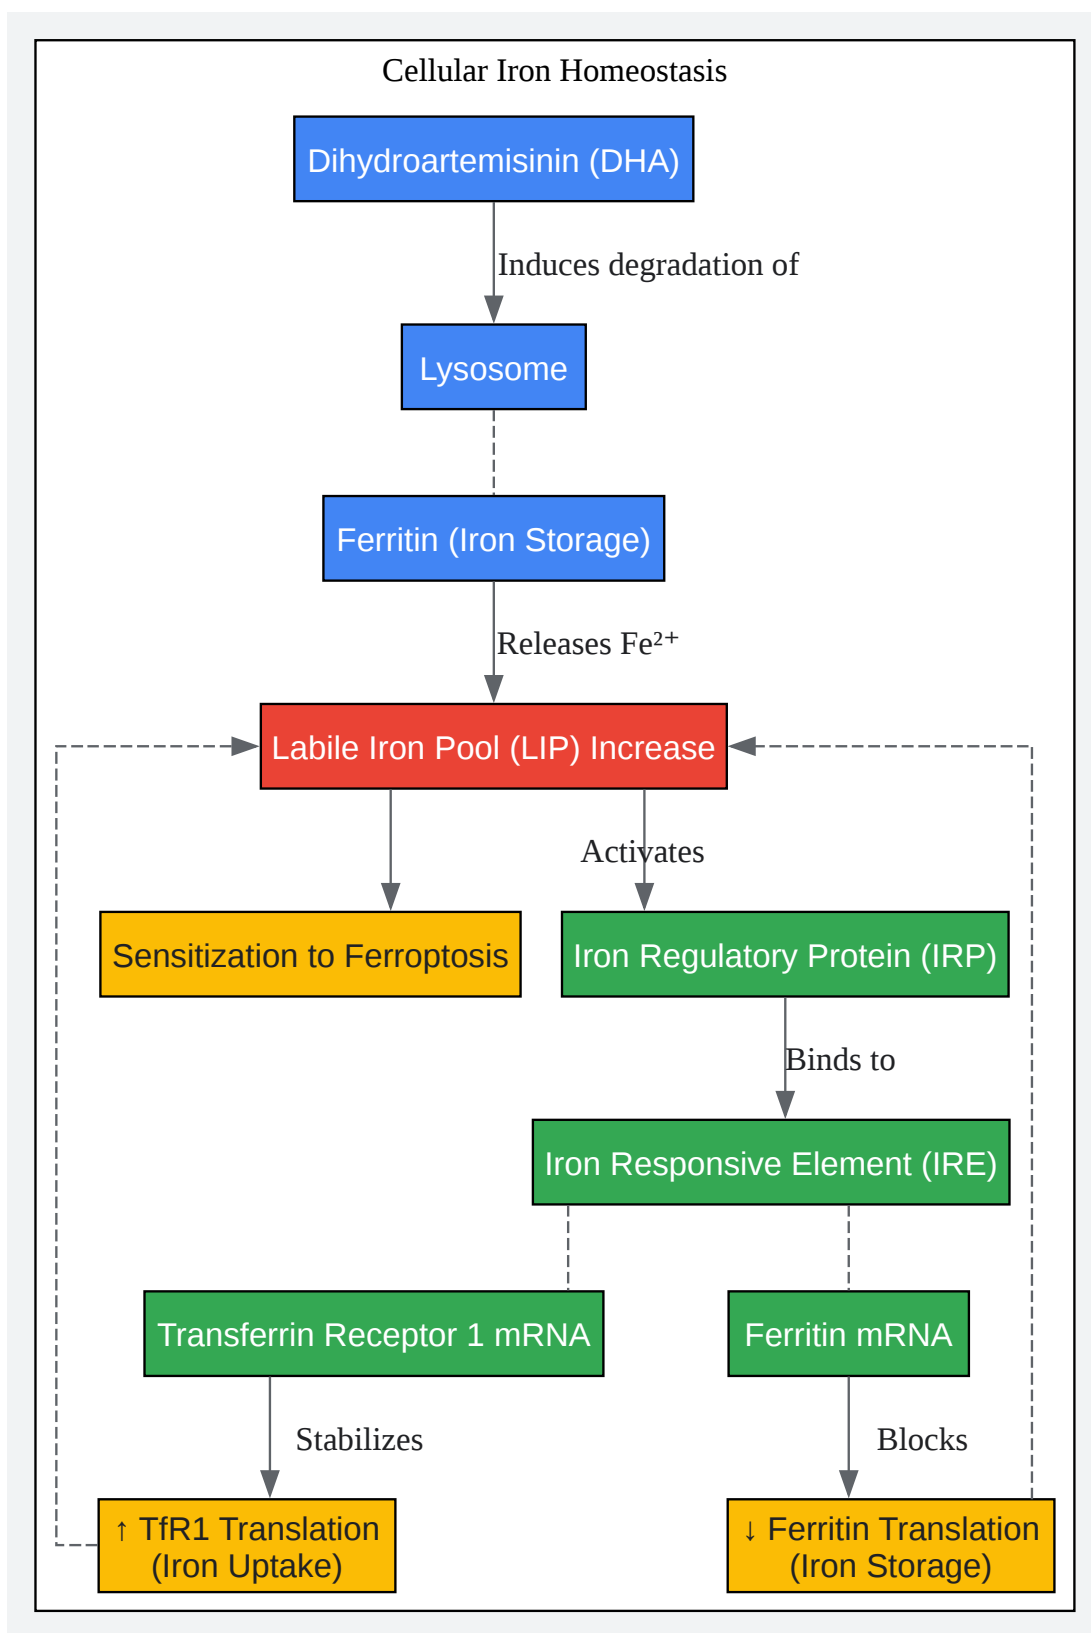 Cellular Iron Homeostasis
Dihydroartemisinin (DHA)
Induces degradation of
Lysosome
Ferritin (Iron Storage)
Releases Fe²⁺
Labile Iron Pool (LIP) Increase
Activates
Sensitization to Ferroptosis
Iron Regulatory Protein (IRP)
Binds to
Iron Responsive Element (IRE)
Transferrin Receptor 1 mRNA
Ferritin mRNA
Stabilizes
Blocks
↑ TfR1 Translation
(Iron Uptake)
↓ Ferritin Translation
(Iron Storage)